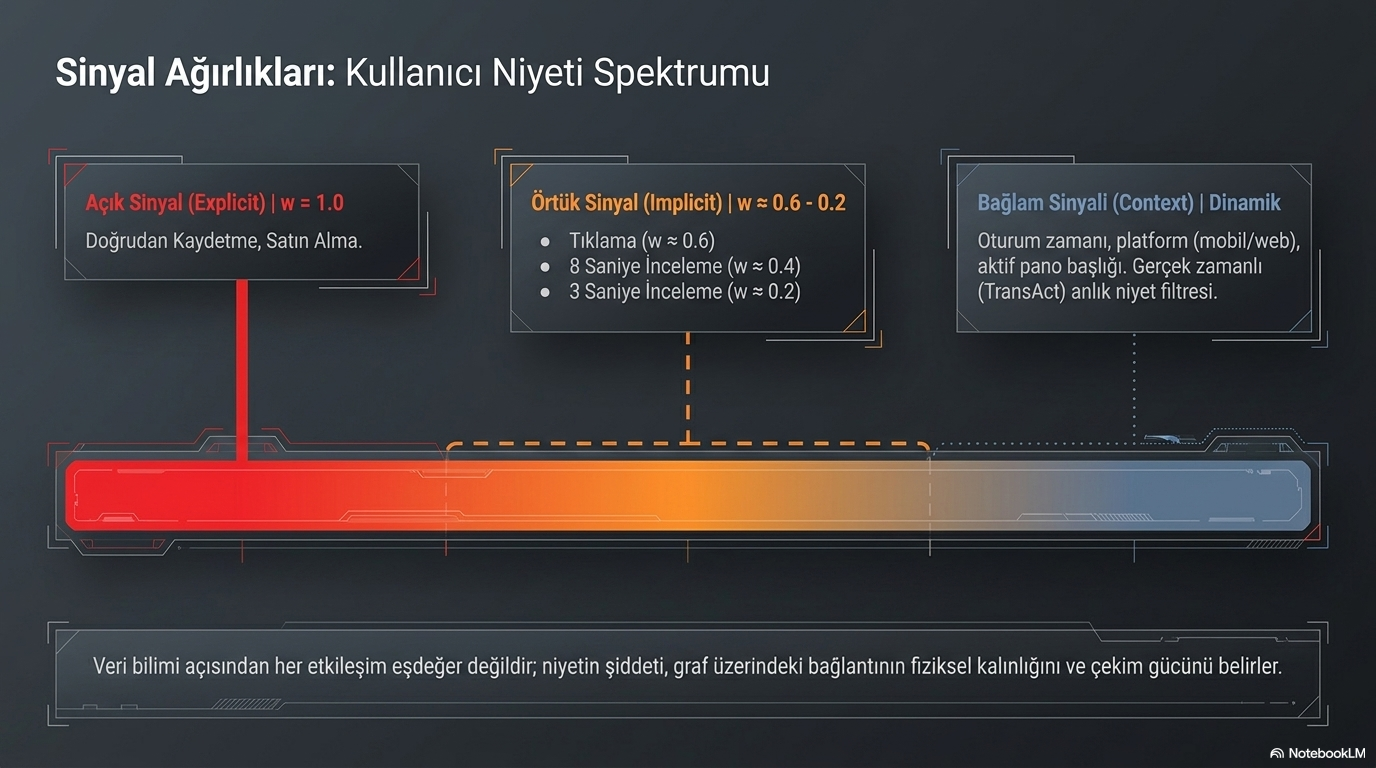 Sinyal Ağırlıkları: Kullanıcı Niyeti Spektrumu
Açık Sinyal (Explicit) | w = 1.0
Doğrudan Kaydetme, Satın Alma.
Örtük Sinyal (Implicit) | w ≈ 0.6 - 0.2
● Tıklama (w ≈ 0.6)
● 8 Saniye İnceleme (w ≈ 0.4)
● 3 Saniye İnceleme (w ≈ 0.2)
Bağlam Sinyali (Context) | Dinamik
Oturum zamanı, platform (mobil/web),
aktif pano başlığı. Gerçek zamanlı
(TransAct) anlık niyet filtresi.
Veri bilimi açısından her etkileşim eşdeğer değildir; niyetin şiddeti, graf üzerindeki bağlantının fiziksel kalınlığını ve çekim gücünü belirler.
NotebookLM